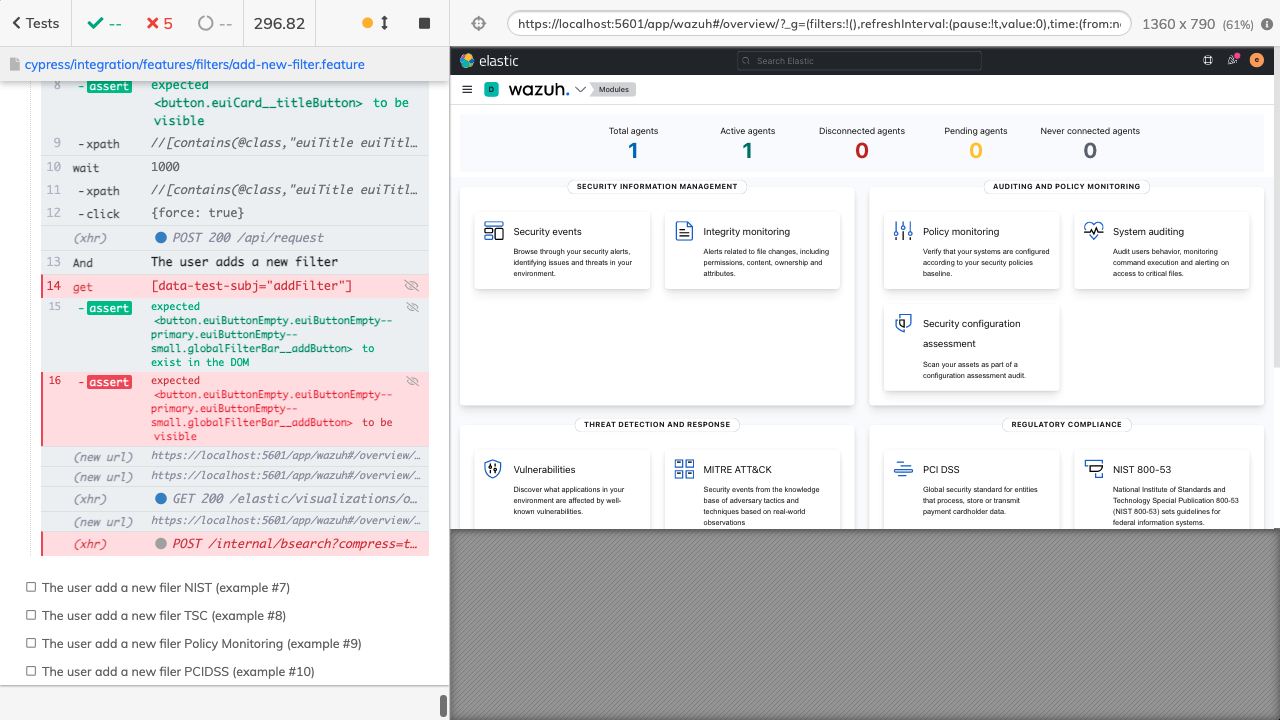 Tests
--
5
--
296.82
https://localhost:5601/app/wazuh#/overview/?_g=(filters:!(),refreshInterval:(pause:!t,value:0),time:(from:n
1360 x 790 (61%)
cypress/integration/features/filters/add-new-filter.feature
8 -assert expected
<button.euiCard__titleButton> to be
visible
9 -xpath //[contains(@class,"euiTitle euiTitl…
10 wait 1000
11 -xpath //[contains(@class,"euiTitle euiTitl…
12 -click {force: true}
(xhr) POST 200 /api/request
13 And The user adds a new filter
14 get [data-test-subj="addFilter"]
15 -assert expected
<button.euiButtonEmpty.euiButtonEmpty--
primary.euiButtonEmpty--
small.globalFilterBar__addButton> to
exist in the DOM
16 -assert expected
<button.euiButtonEmpty.euiButtonEmpty--
primary.euiButtonEmpty--
small.globalFilterBar__addButton> to be
visible
(new url) https://localhost:5601/app/wazuh#/overview/…
(new url) https://localhost:5601/app/wazuh#/overview/…
(xhr) GET 200 /elastic/visualizations/o…
(new url) https://localhost:5601/app/wazuh#/overview/…
(xhr) POST /internal/bsearch?compress=t…
The user add a new filer NIST (example #7)
The user add a new filer TSC (example #8)
The user add a new filer Policy Monitoring (example #9)
The user add a new filer PCIDSS (example #10)
elastic
Search Elastic
e
D
wazuh.
Modules
Total agents
1
Active agents
1
Disconnected agents
0
Pending agents
0
Never connected agents
0
SECURITY INFORMATION MANAGEMENT
Security events
Browse through your security alerts,
identifying issues and threats in your
environment.
Integrity monitoring
Alerts related to file changes, including
permissions, content, ownership and
attributes.
AUDITING AND POLICY MONITORING
Policy monitoring
Verify that your systems are configured
according to your security policies
baseline.
System auditing
Audit users behavior, monitoring
command execution and alerting on
access to critical files.
Security configuration
assessment
Scan your assets as part of a
configuration assessment audit.
THREAT DETECTION AND RESPONSE
Vulnerabilities
Discover what applications in your
environment are affected by well-
known vulnerabilities.
MITRE ATT&CK
Security events from the knowledge
base of adversary tactics and
techniques based on real-world
observations
REGULATORY COMPLIANCE
PCI DSS
Global security standard for entities
that process, store or transmit
payment cardholder data.
NIST 800-53
National Institute of Standards and
Technology Special Publication 800-53
(NIST 800-53) sets guidelines for
federal information systems.